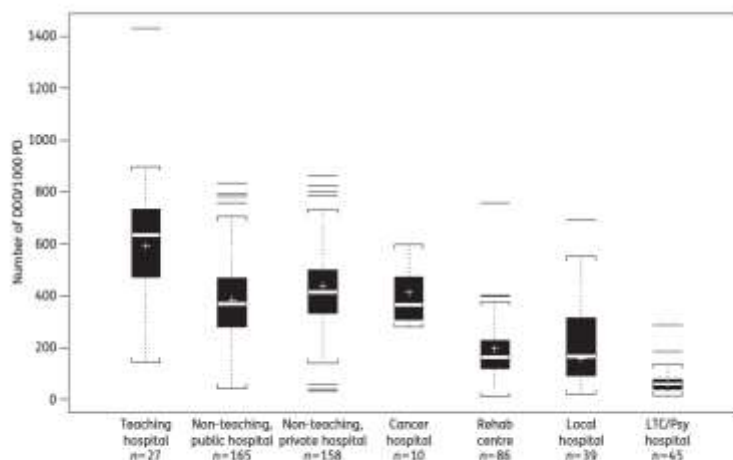 Number of DDD/1000 PD
1400
1200
1000
800
600
400
200
0
Teaching
hospital
n=27
Non-teaching,
public hospital
n=165
Non-teaching,
private hospital
n=158
Cancer
hospital
n=10
Rehab
centre
n=86
Local
hospital
n=39
LTC/Psy
hospital
n=45